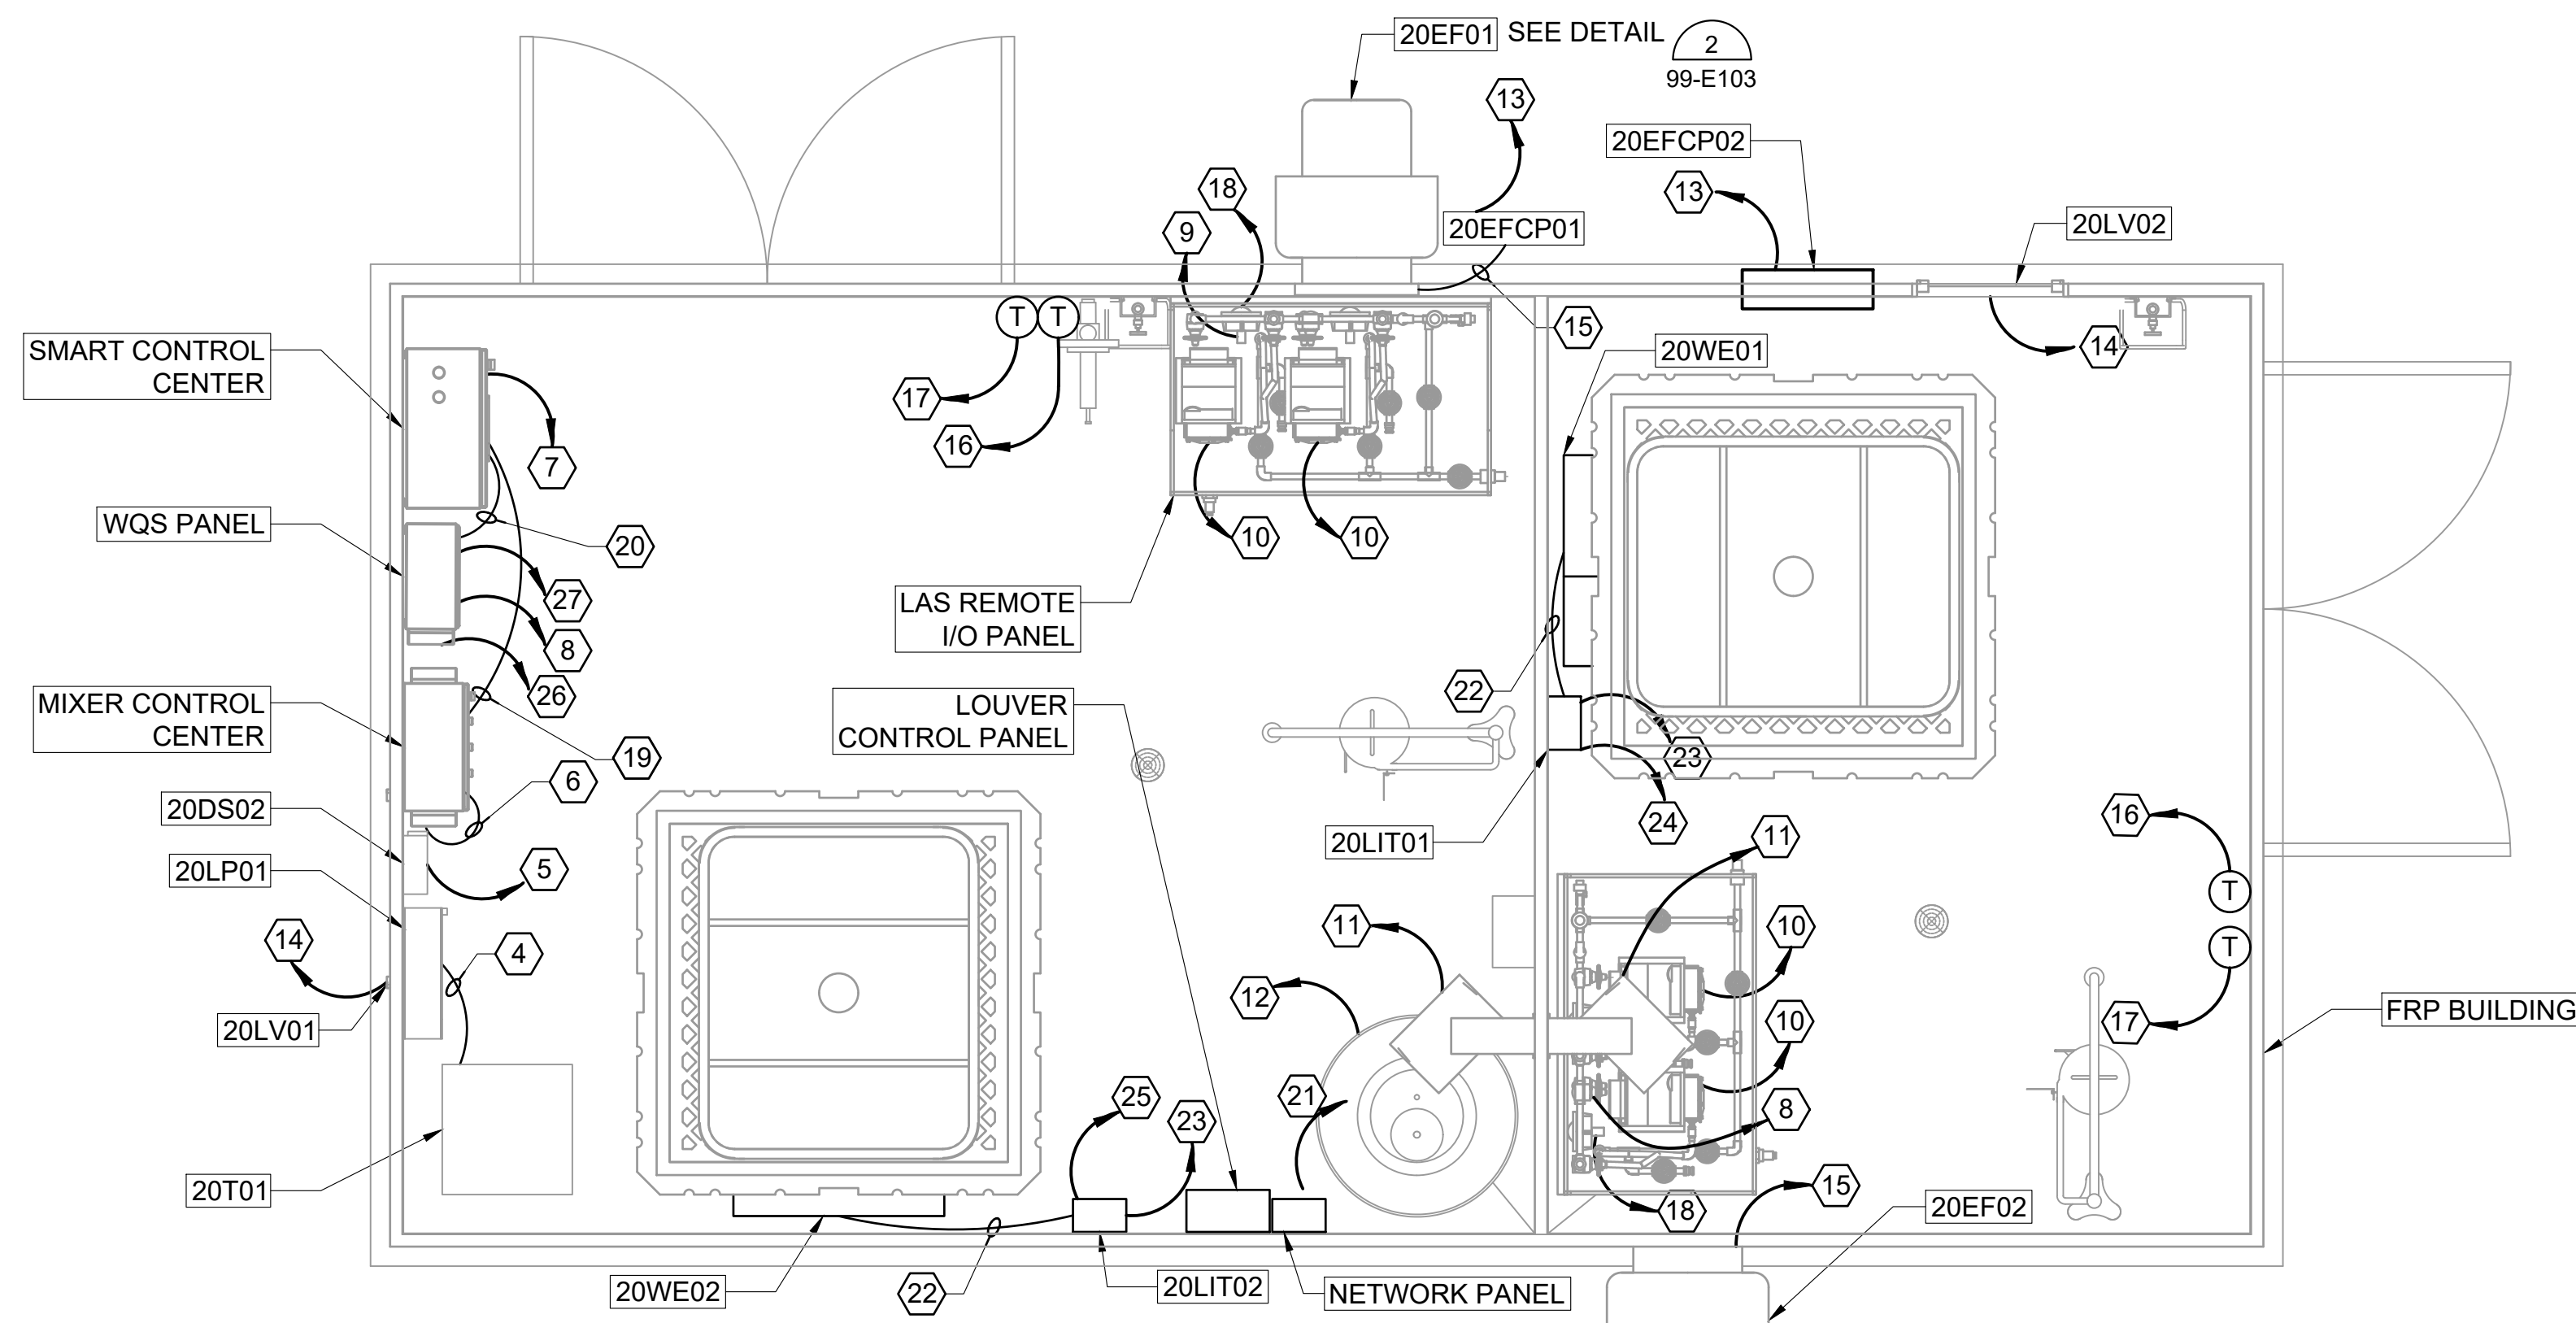 20EF01 SEE DETAIL
2
99-E103
13
20EFCP02
18
13
9
20EFCP01
20LV02
T
T
15
SMART CONTROL
CENTER
20WE01
14
17
16
7
WQS PANEL
20
10
10
27
LAS REMOTE
I/O PANEL
8
26
22
MIXER CONTROL
CENTER
LOUVER
CONTROL PANEL
19
23
6
20DS02
24
16
11
20LIT01
20LP01
5
T
11
10
14
4
T
12
20LV01
10
17
FRP BUILDING
25
21
23
8
20T01
15
18
20EF02
20WE02
22
20LIT02
NETWORK PANEL